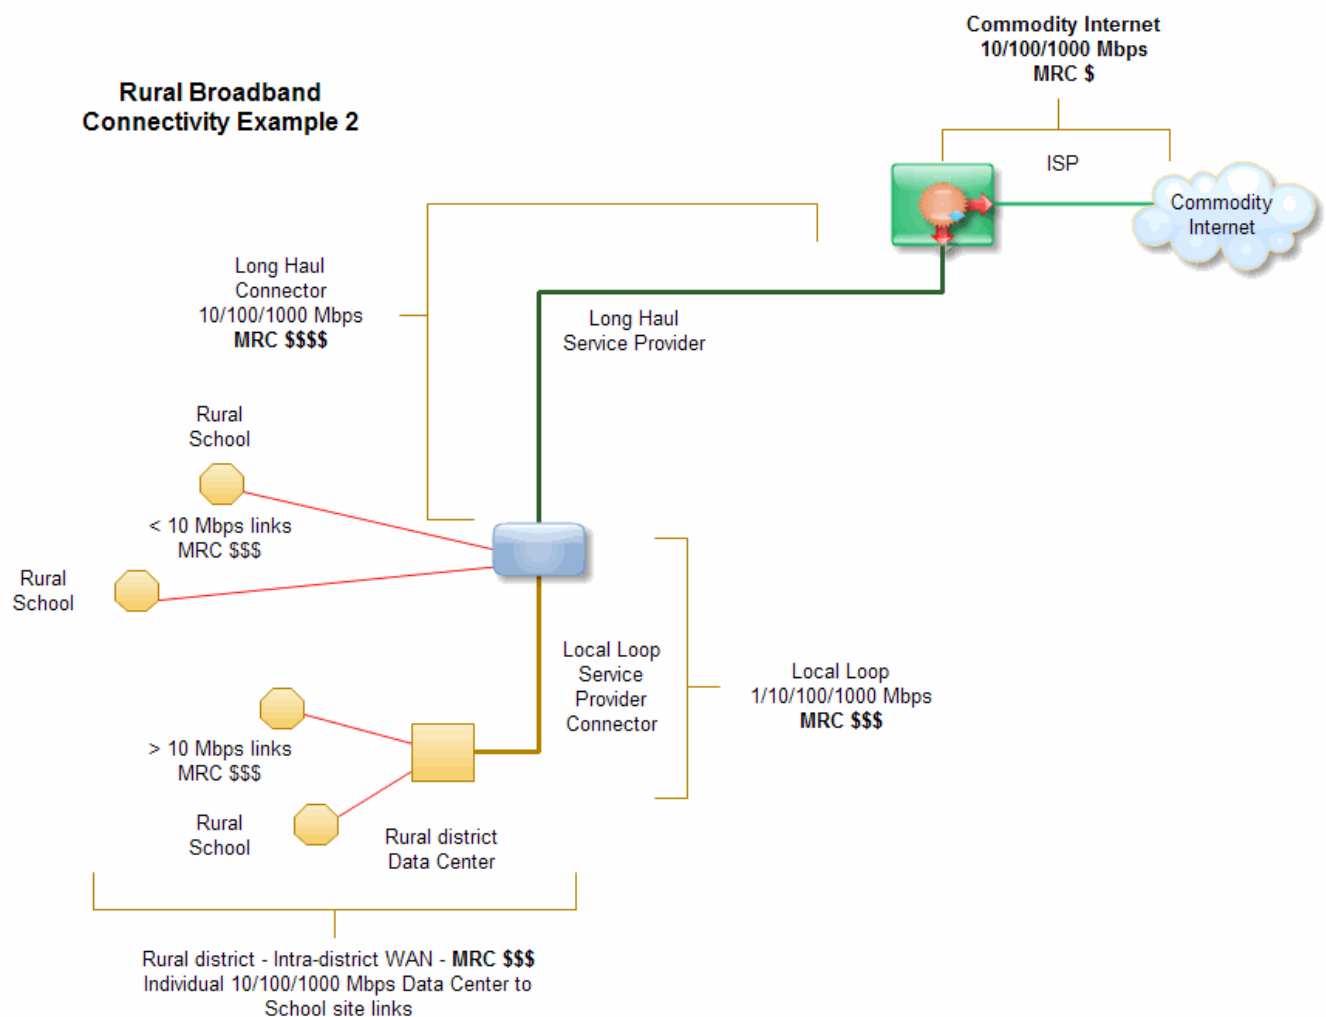 Commodity Internet
10/100/1000 Mbps
MRC $
Rural Broadband
Connectivity Example 2
ISP
Commodity
Internet
Long Haul
Connector
10/100/1000 Mbps
MRC $$$$
Long Haul
Service Provider
Rural
School
< 10 Mbps links
MRC $$$
Rural
School
Local Loop
Service
Provider
Connector
Local Loop
1/10/100/1000 Mbps
MRC $$$
> 10 Mbps links
MRC $$$
Rural
School
Rural district
Data Center
Rural district - Intra-district WAN - MRC $$$
Individual 10/100/1000 Mbps Data Center to
School site links